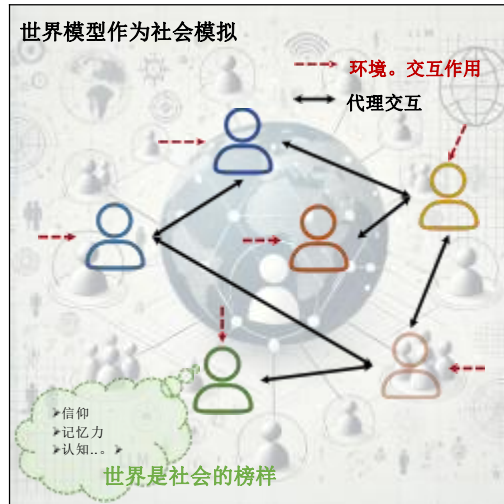 世界模型作为社会模拟
环境。交互作用
代理交互
➢信仰
➢记忆力
➢认知..。➢
世界是社会的榜样